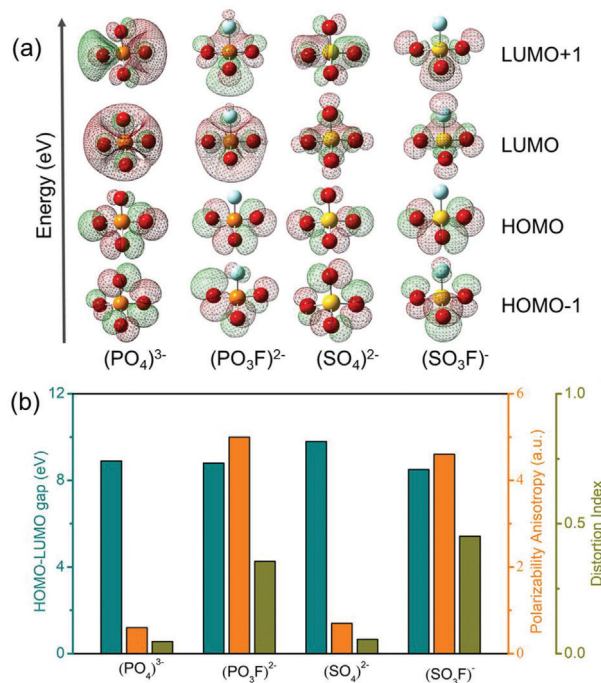 (a)
Energy (eV)
LUMO+1
LUMO
HOMO
HOMO-1
(PO₄)³⁻ (PO₃F)²⁻ (SO₄)²⁻ (SO₃F)⁻
(b)
HOMO-LUMO gap (eV)
12
8
4
0
Polarizability Anisotropy (a.u.)
6
4
2
0
Distortion Index
1.0
0.5
0.0
(PO₄)³⁻ (PO₃F)²⁻ (SO₄)²⁻ (SO₃F)⁻